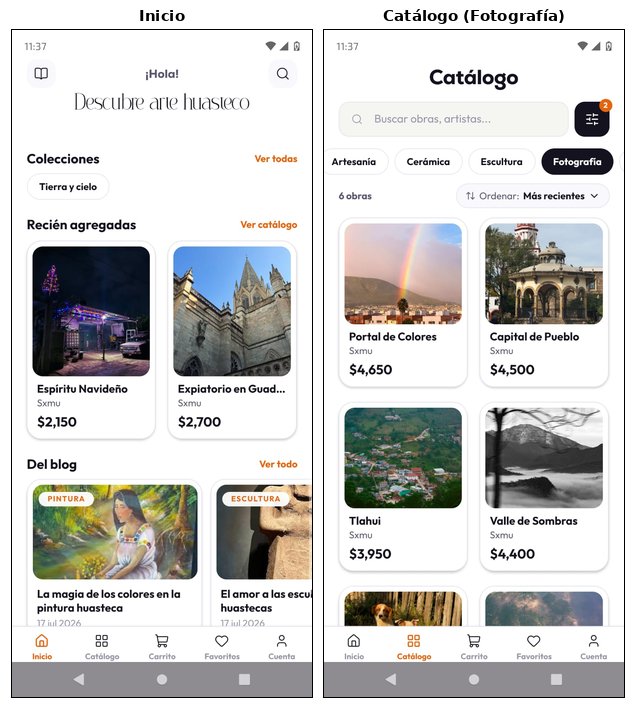 Inicio
11:37
¡Hola!
Descubre arte huasteco
Colecciones
Ver todas
Tierra y cielo
Recién agregadas
Ver catálogo
Espíritu Navideño
Sxmu
$2,150
Expiatorio en Guad...
Sxmu
$2,700
Del blog
Ver todo
PINTURA
La magia de los colores en la
pintura huasteca
17 jul 2026
ESCULTURA
El amor a las escul
huastecas
17 jul 2026
Inicio
Catálogo
Carrito
Favoritos
Cuenta
Catálogo (Fotografía)
11:37
Catálogo
Buscar obras, artistas...
2
Artesanía
Cerámica
Escultura
Fotografía
6 obras
Ordenar: Más recientes
Portal de Colores
Sxmu
$4,650
Capital de Pueblo
Sxmu
$4,500
Tlahui
Sxmu
$3,950
Valle de Sombras
Sxmu
$4,400
Inicio
Catálogo
Carrito
Favoritos
Cuenta